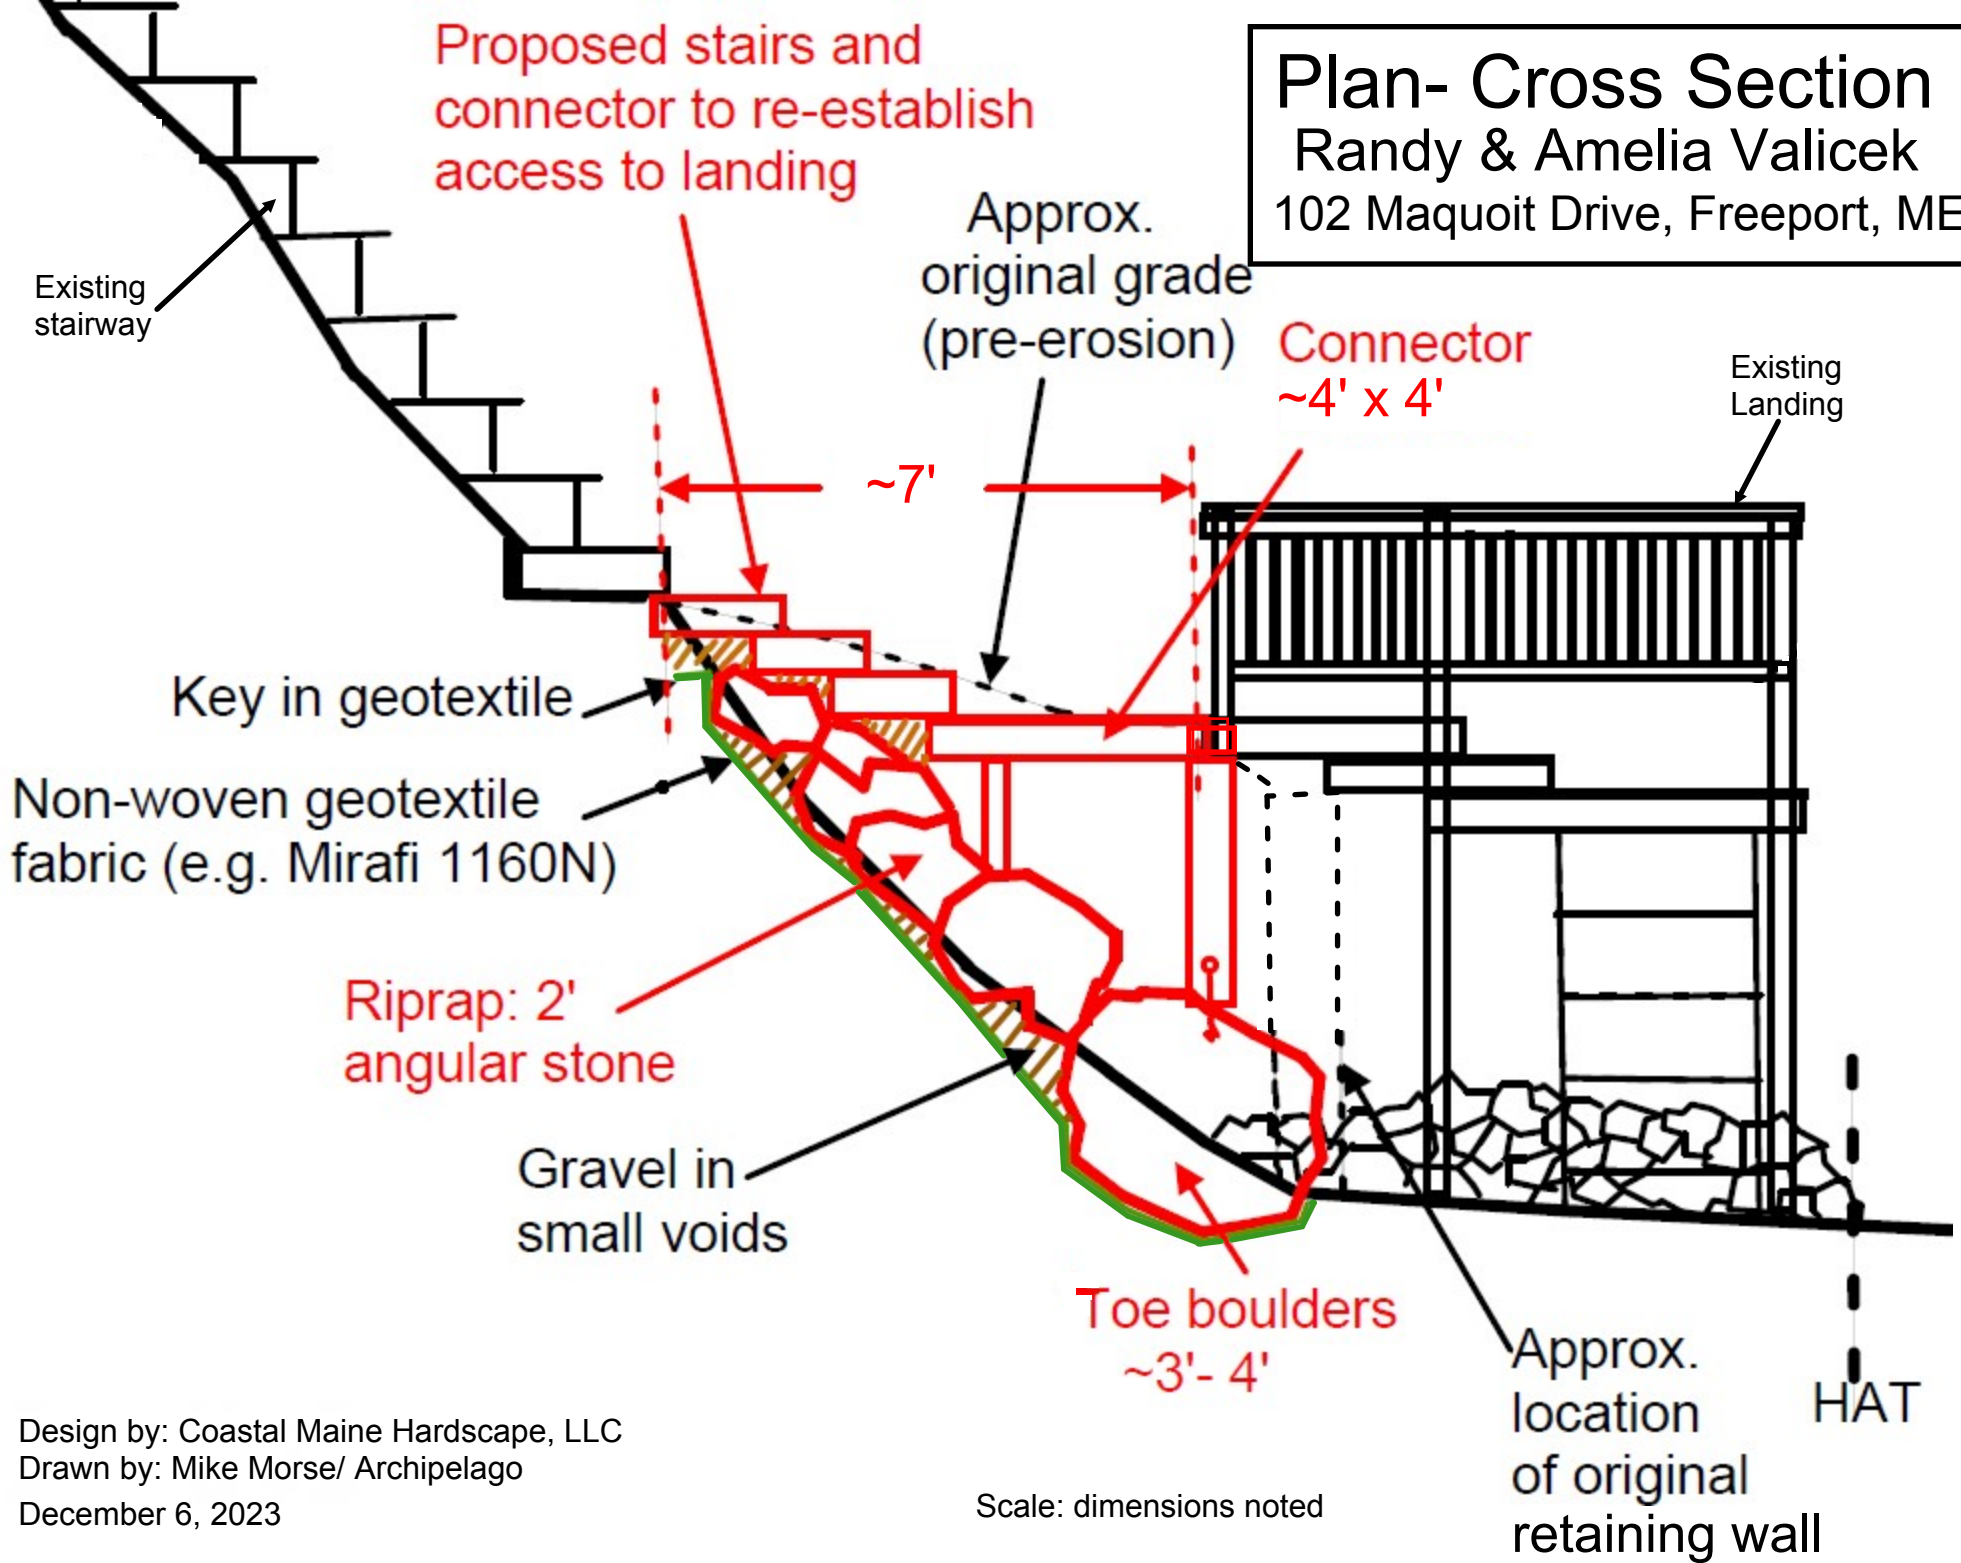 Proposed stairs and
connector to re-establish
access to landing
Plan- Cross Section
Randy & Amelia Valicek
102 Maquoit Drive, Freeport, ME
Approx.
original grade
(pre-erosion)
Existing
stairway
Connector
~4' x 4'
Existing
Landing
~7'
Key in geotextile
Non-woven geotextile
fabric (e.g. Mirafi 1160N)
Riprap: 2'
angular stone
Gravel in
small voids
Toe boulders
~3'- 4'
Approx.
location
of original
retaining wall
HAT
Design by: Coastal Maine Hardscape, LLC
Drawn by: Mike Morse/ Archipelago
December 6, 2023
Scale: dimensions noted